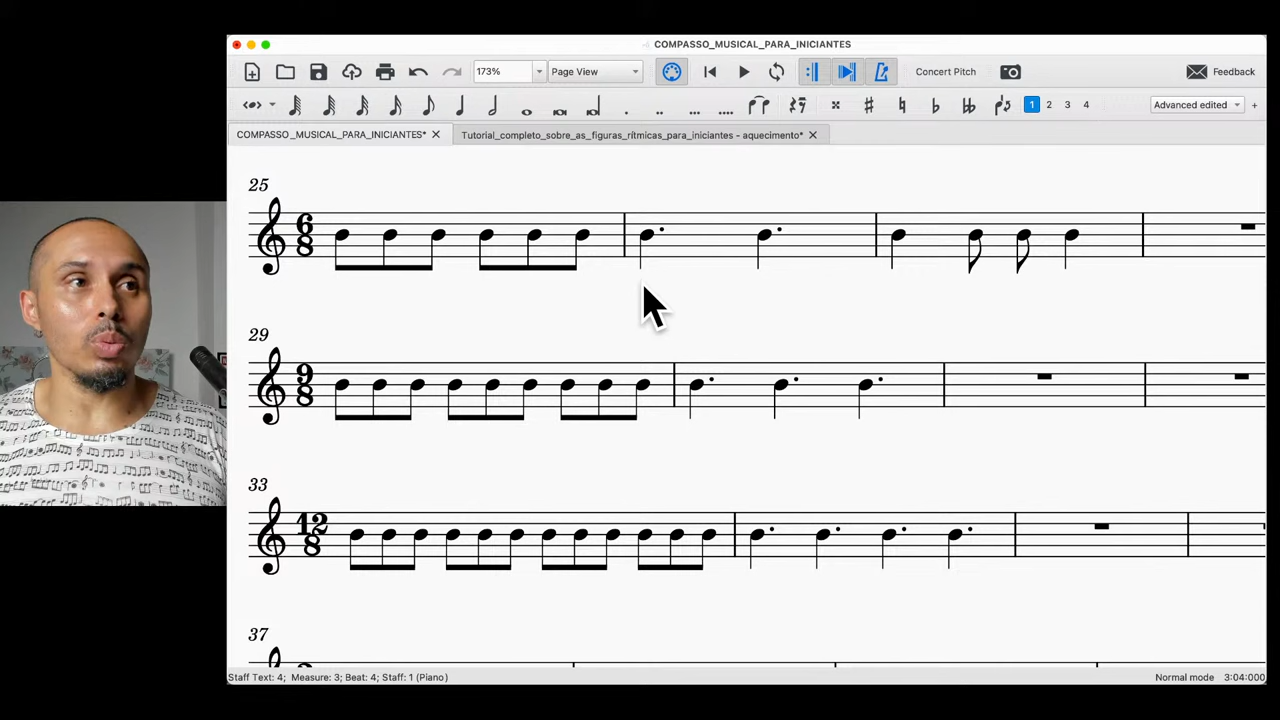 COMPASSO_MUSICAL_PARA_INICIANTES
173% Page View Concert Pitch Feedback
1 2 3 4 Advanced edited +
COMPASSO_MUSICAL_PARA_INICIANTES* Tutorial_completo_sobre_as_figuras_rítmicas_para_iniciantes - aquecimento*
25
6
8
29
9
8
33
12
8
37
Staff Text: 4; Measure: 3; Beat: 4; Staff: 1 (Piano) Normal mode 3:04:000